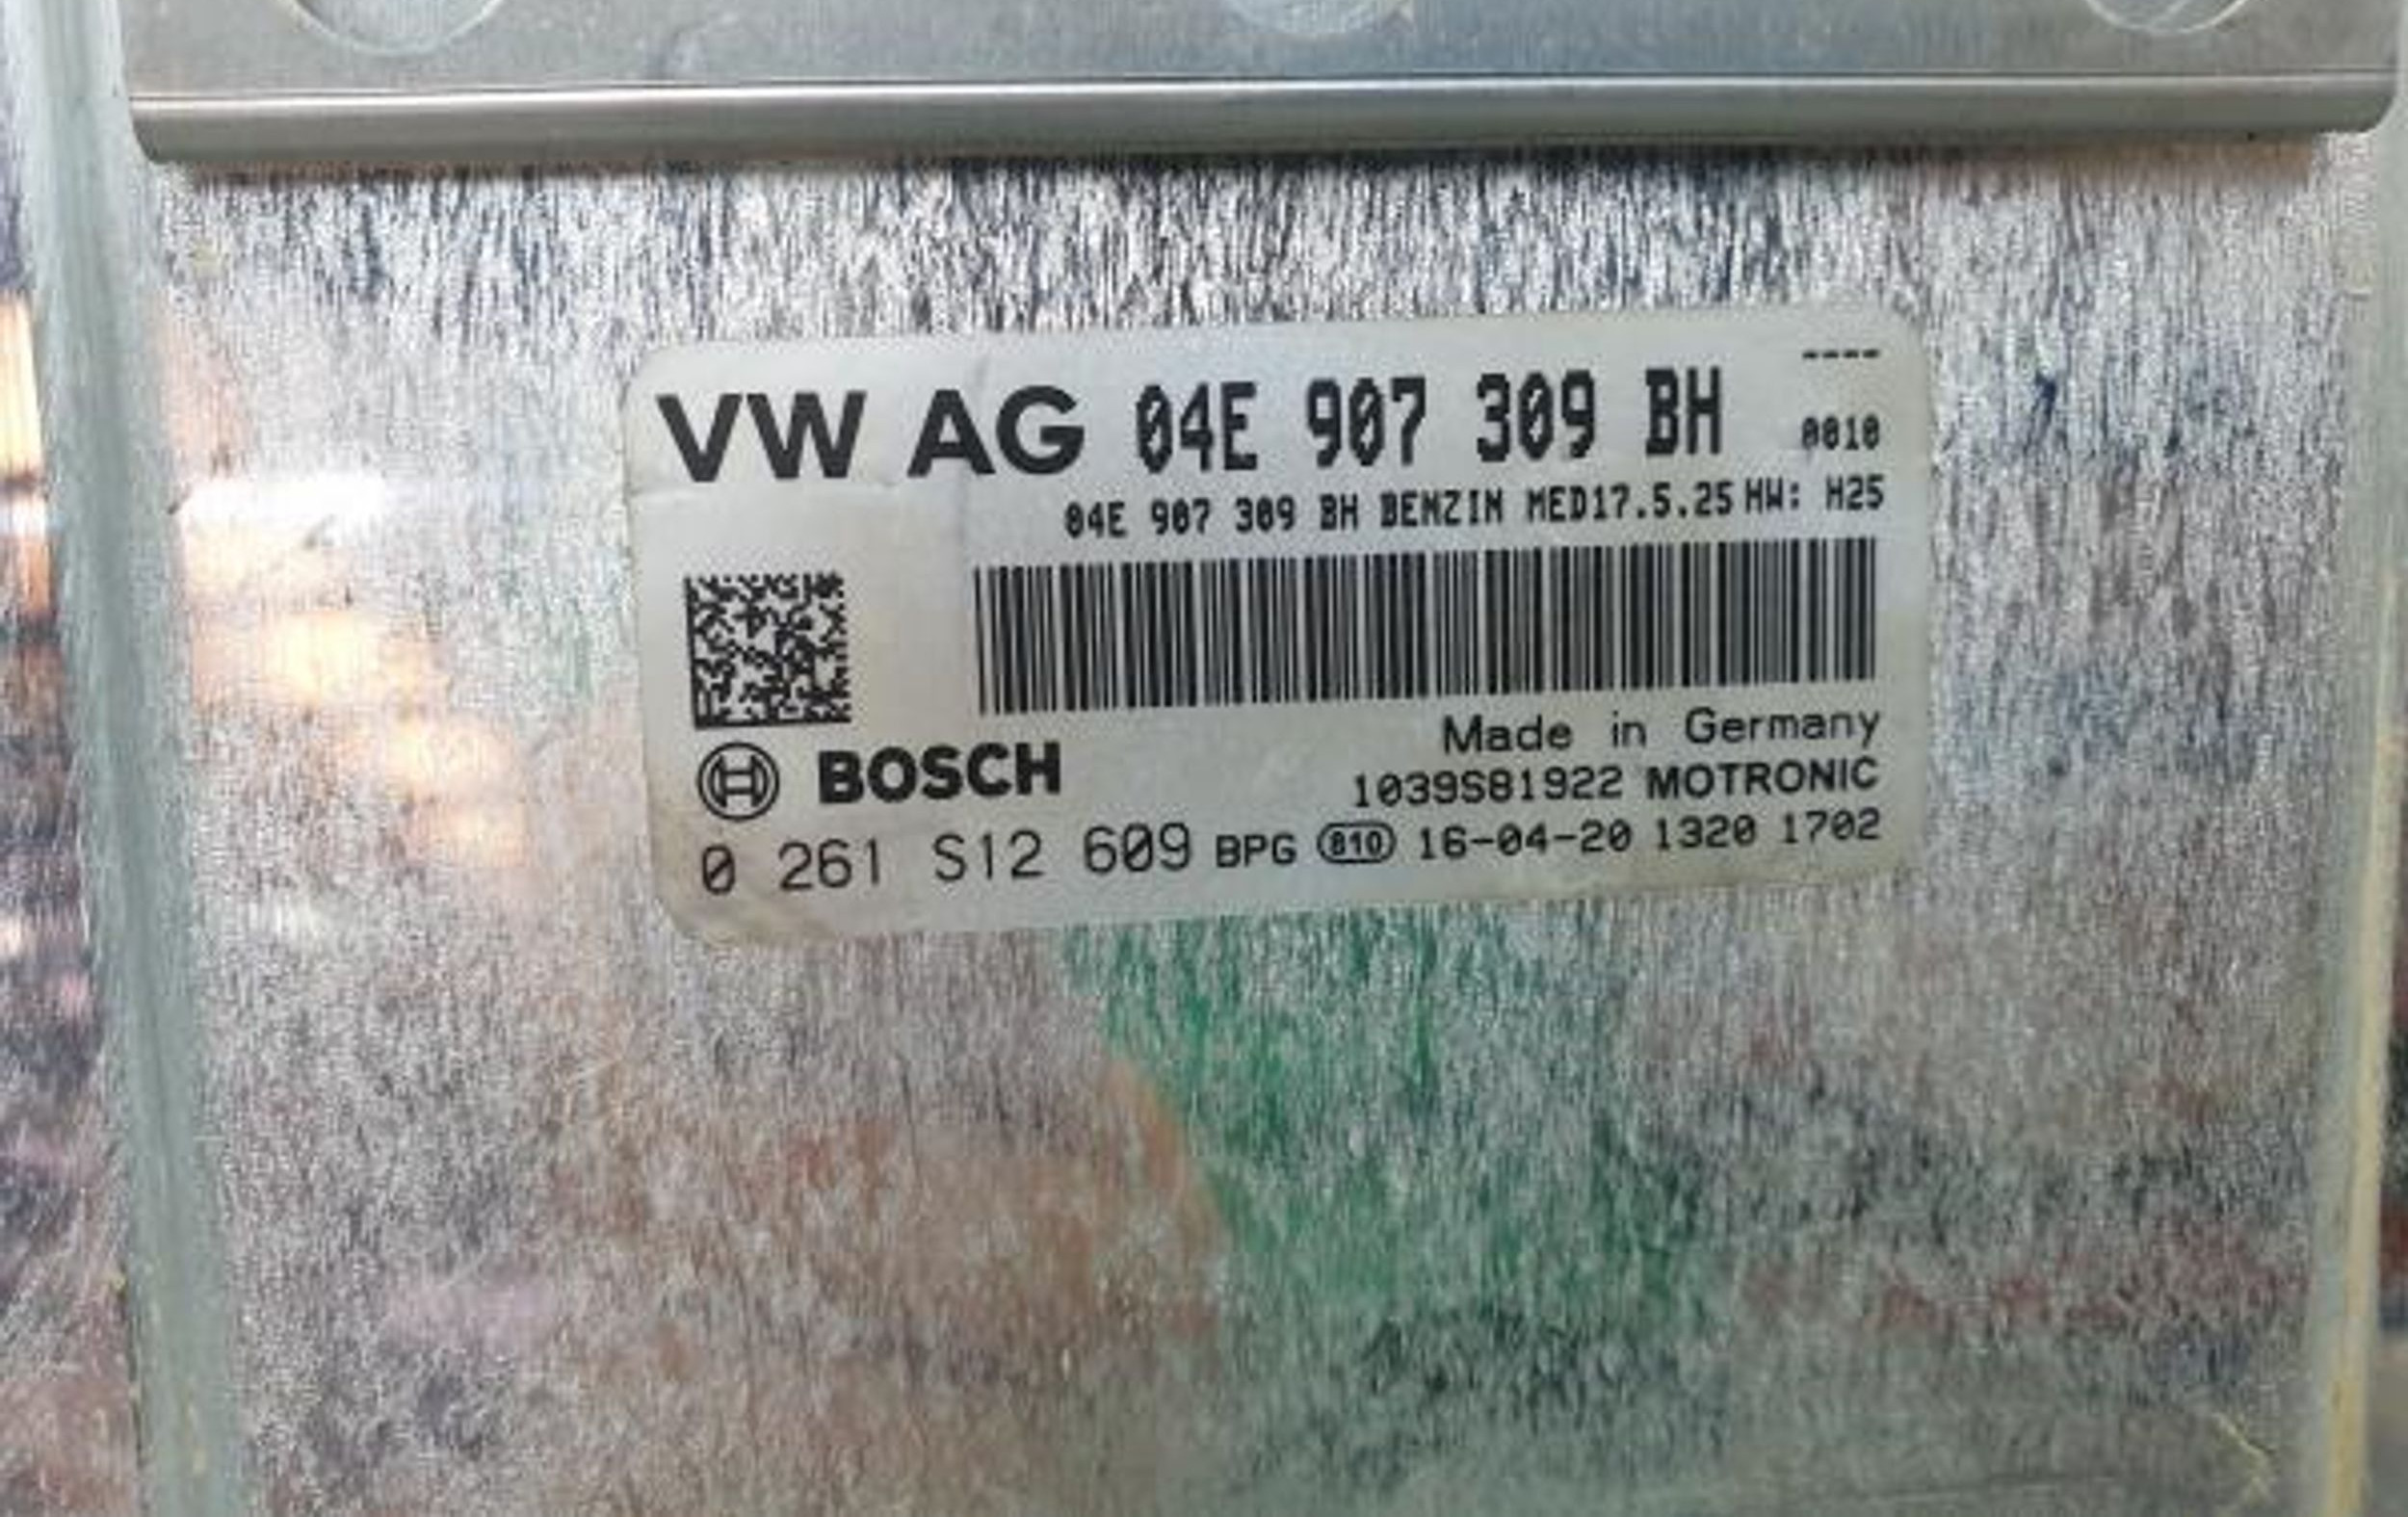 VW AG 04E 907 309 BH
----
0010
04E 907 309 BH BENZIN MED17.5.25 HW: H25
Made in Germany
BOSCH
1039S81922 MOTRONIC
0 261 S12 609 BPG 810 16-04-20 1320 1702